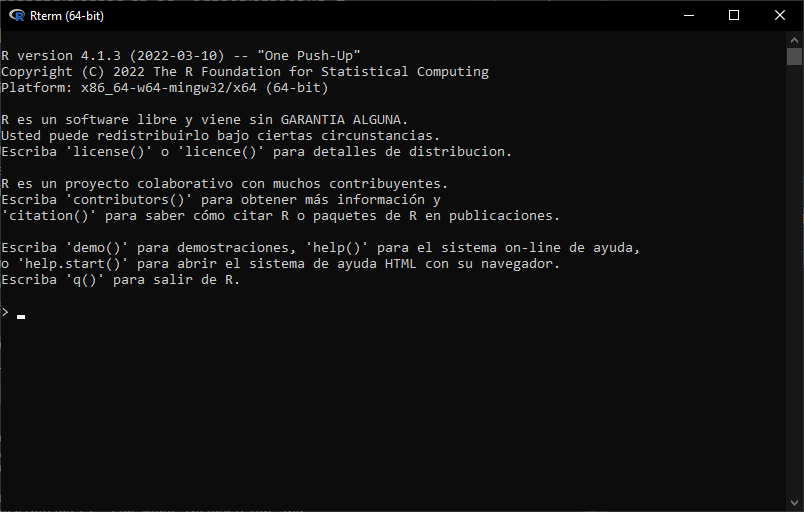 Rterm (64-bit)
R version 4.1.3 (2022-03-10) -- "One Push-Up"
Copyright (C) 2022 The R Foundation for Statistical Computing
Platform: x86_64-w64-mingw32/x64 (64-bit)
R es un software libre y viene sin GARANTIA ALGUNA.
Usted puede redistribuirlo bajo ciertas circunstancias.
Escriba 'license()' o 'licence()' para detalles de distribucion.
R es un proyecto colaborativo con muchos contribuyentes.
Escriba 'contributors()' para obtener más información y
'citation()' para saber cómo citar R o paquetes de R en publicaciones.
Escriba 'demo()' para demostraciones, 'help()' para el sistema on-line de ayuda,
o 'help.start()' para abrir el sistema de ayuda HTML con su navegador.
Escriba 'q()' para salir de R.
> _